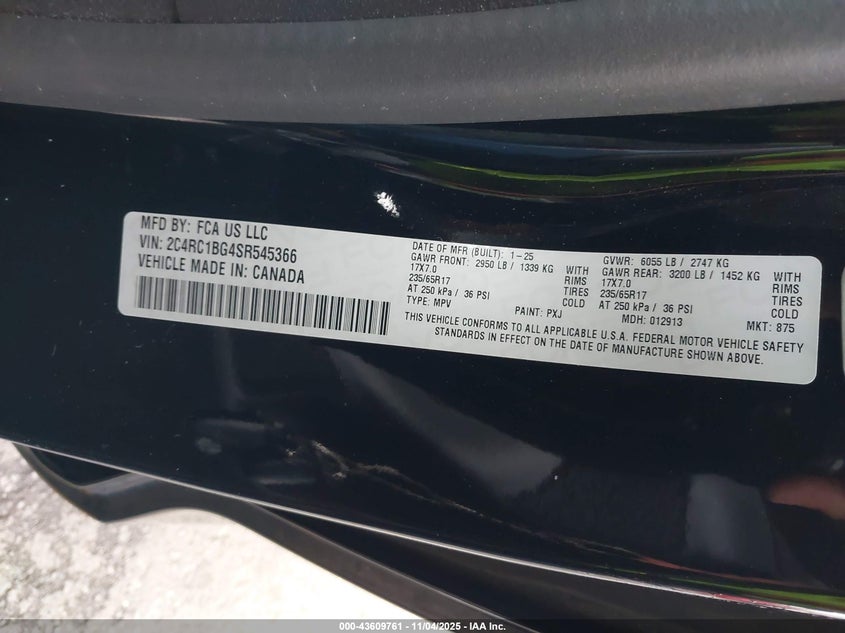 MFD BY: FCA US LLC
VIN: 2C4RC1BG4SR545366
VEHICLE MADE IN: CANADA
DATE OF MFR (BUILT): 1-25
GAWR FRONT: 2950 LB / 1339 KG WITH
17X7.0 RIMS
235/65R17 TIRES
AT 250 kPa / 36 PSI COLD
TYPE: MPV
PAINT: PXJ
GVWR: 6055 LB / 2747 KG
GAWR REAR: 3200 LB / 1452 KG WITH
17X7.0 RIMS
235/65R17 TIRES
AT 250 kPa / 36 PSI COLD
MDH: 012913
MKT: 875
THIS VEHICLE CONFORMS TO ALL APPLICABLE U.S.A. FEDERAL MOTOR VEHICLE SAFETY
STANDARDS IN EFFECT ON THE DATE OF MANUFACTURE SHOWN ABOVE.
000-43609761 - 11/04/2025 - IAA Inc.